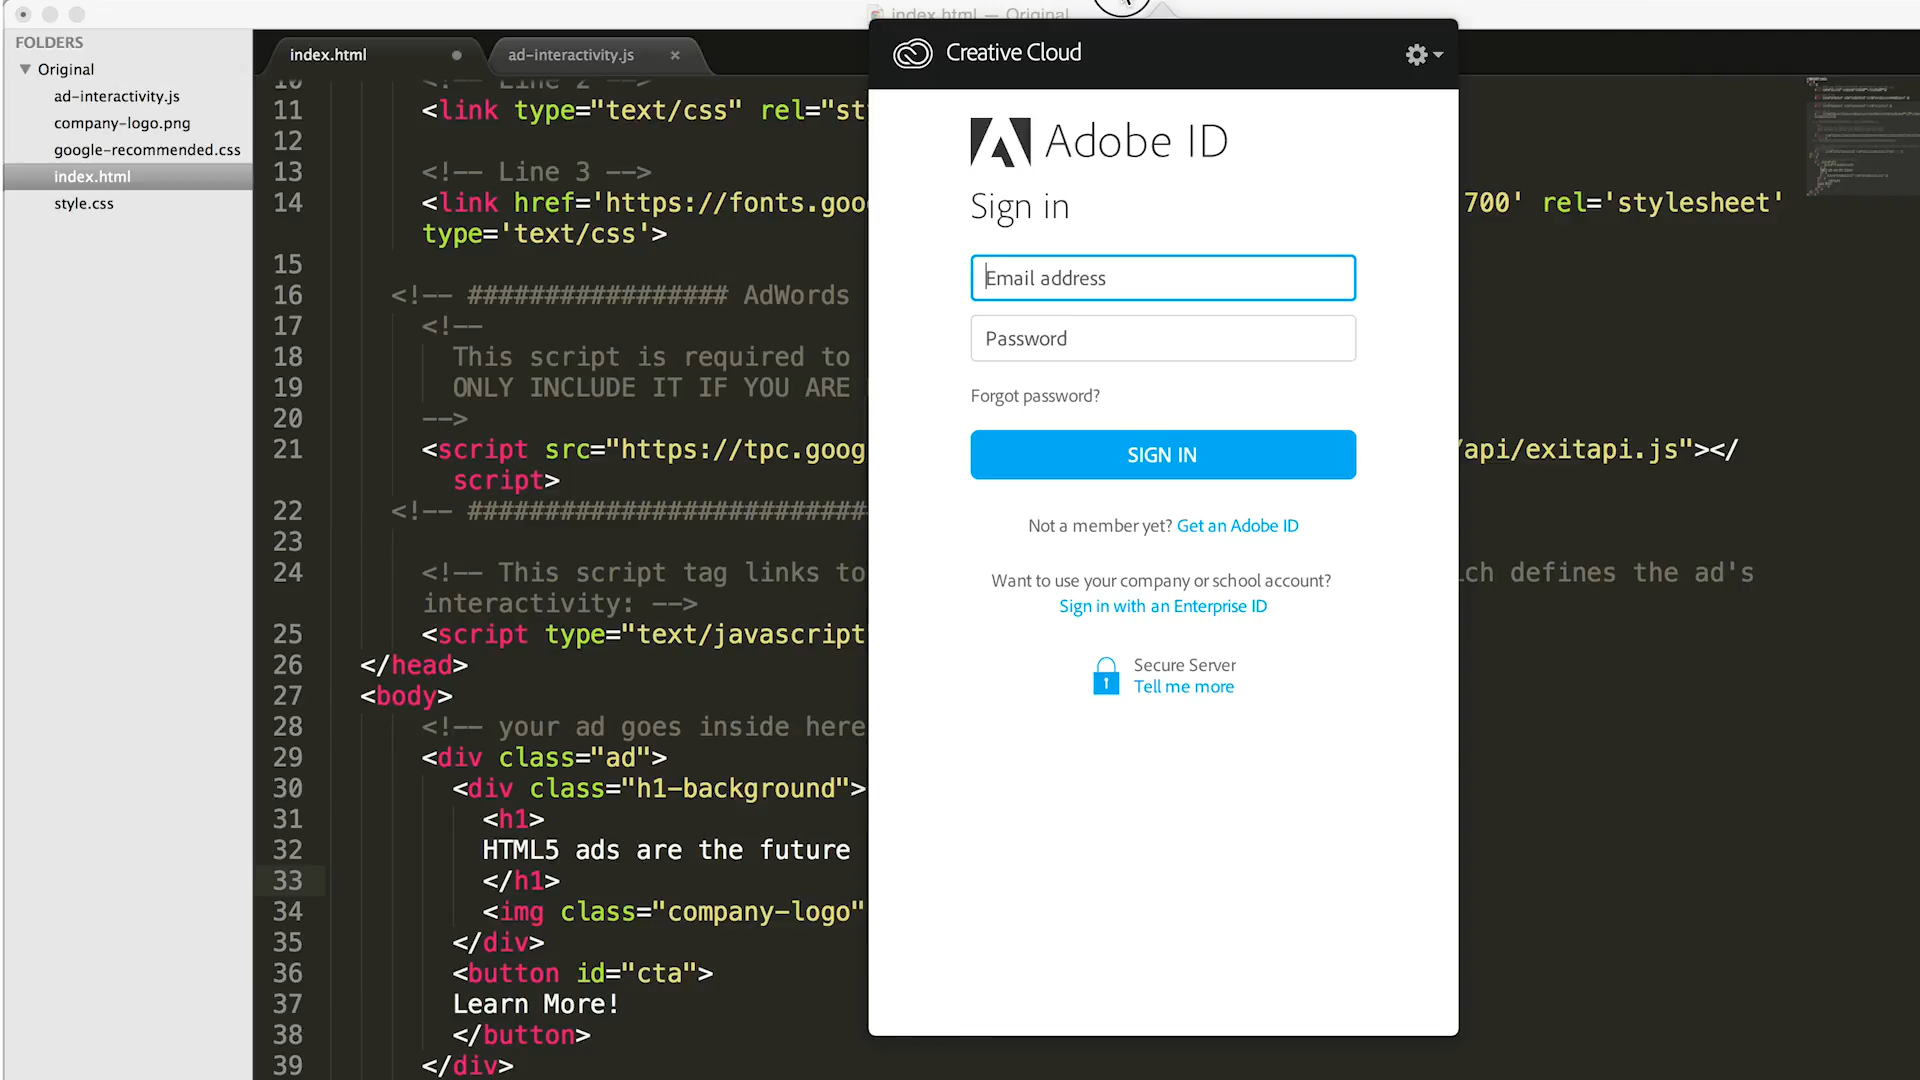 index.html — Original
FOLDERS
Original
ad-interactivity.js
company-logo.png
google-recommended.css
index.html
style.css
index.html
ad-interactivity.js ×
10 <!-- Line 2 -->
11 <link type="text/css" rel="st
12
13 <!-- Line 3 -->
14 <link href='https://fonts.goo 700' rel='stylesheet'
type='text/css'>
15
16 <!-- ################# AdWords
17 <!--
18 This script is required to
19 ONLY INCLUDE IT IF YOU ARE
20 -->
21 <script src="https://tpc.goog /api/exitapi.js"></
script>
22 <!-- ##########################
23
24 <!-- This script tag links to ch defines the ad's
interactivity: -->
25 <script type="text/javascript
26 </head>
27 <body>
28 <!-- your ad goes inside here
29 <div class="ad">
30 <div class="h1-background">
31 <h1>
32 HTML5 ads are the future
33 </h1>
34 <img class="company-logo"
35 </div>
36 <button id="cta">
37 Learn More!
38 </button>
39 </div>
Creative Cloud
Adobe ID
Sign in
Email address
Password
Forgot password?
SIGN IN
Not a member yet? Get an Adobe ID
Want to use your company or school account?
Sign in with an Enterprise ID
Secure Server
Tell me more